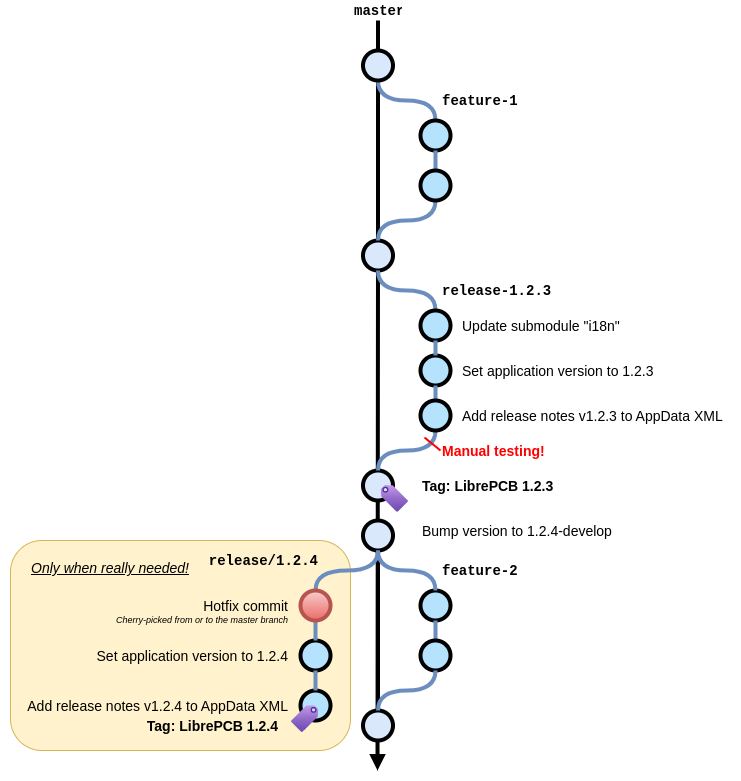 master
feature-1
release-1.2.3
Update submodule "i18n"
Set application version to 1.2.3
Add release notes v1.2.3 to AppData XML
Manual testing!
Tag: LibrePCB 1.2.3
Bump version to 1.2.4-develop
Only when really needed!
release/1.2.4
feature-2
Hotfix commit
Cherry-picked from or to the master branch
Set application version to 1.2.4
Add release notes v1.2.4 to AppData XML
Tag: LibrePCB 1.2.4